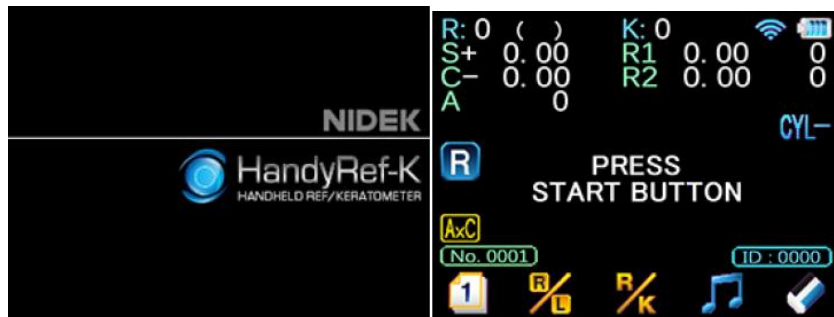 NIDEK
HandyRef-K
HANDHELD REF/KERATOMETER
R: 0 ( ) K: 0
S+ 0.00 R1 0.00 0
C− 0.00 R2 0.00 0
A 0
CYL−
R
PRESS
START BUTTON
AxC
No. 0001 ID : 0000
1 R/L R/K